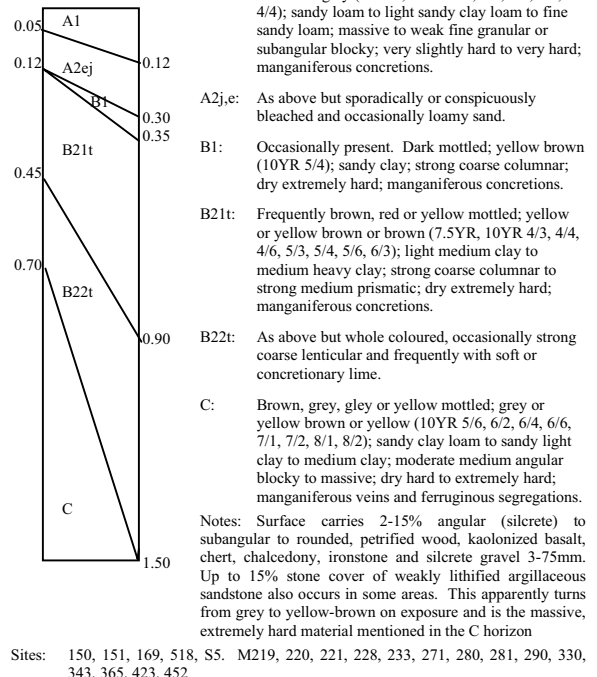 0.05
A1
0.12
A2ej
0.12
B1
0.30
0.35
B21t
0.45
0.70
B22t
0.90
C
1.50
4/4); sandy loam to light sandy clay loam to fine
sandy loam; massive to weak fine granular or
subangular blocky; very slightly hard to very hard;
manganiferous concretions.
A2j,e: As above but sporadically or conspicuously
bleached and occasionally loamy sand.
B1: Occasionally present. Dark mottled; yellow brown
(10YR 5/4); sandy clay; strong coarse columnar;
dry extremely hard; manganiferous concretions.
B21t: Frequently brown, red or yellow mottled; yellow
or yellow brown or brown (7.5YR, 10YR 4/3, 4/4,
4/6, 5/3, 5/4, 5/6, 6/3); light medium clay to
medium heavy clay; strong coarse columnar to
strong medium prismatic; dry extremely hard;
manganiferous concretions.
B22t: As above but whole coloured, occasionally strong
coarse lenticular and frequently with soft or
concretionary lime.
C: Brown, grey, gley or yellow mottled; grey or
yellow brown or yellow (10YR 5/6, 6/2, 6/4, 6/6,
7/1, 7/2, 8/1, 8/2); sandy clay loam to sandy light
clay to medium clay; moderate medium angular
blocky to massive; dry hard to extremely hard;
manganiferous veins and ferruginous segregations.
Notes: Surface carries 2-15% angular (silcrete) to
subangular to rounded, petrified wood, kaolonized basalt,
chert, chalcedony, ironstone and silcrete gravel 3-75mm.
Up to 15% stone cover of weakly lithified argillaceous
sandstone also occurs in some areas. This apparently turns
from grey to yellow-brown on exposure and is the massive,
extremely hard material mentioned in the C horizon
Sites: 150, 151, 169, 518, S5. M219, 220, 221, 228, 233, 271, 280, 281, 290, 330,
343, 365, 423, 452